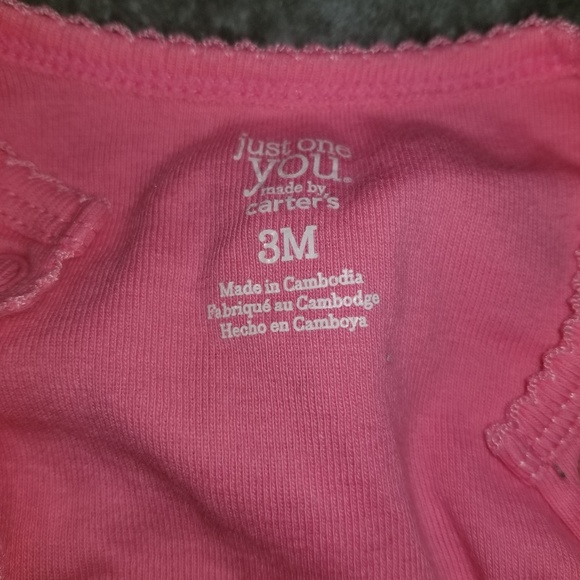 just one
you.
made by
carter's
3M
Made in Cambodia
Fabriqué au Cambodge
Hecho en Camboya